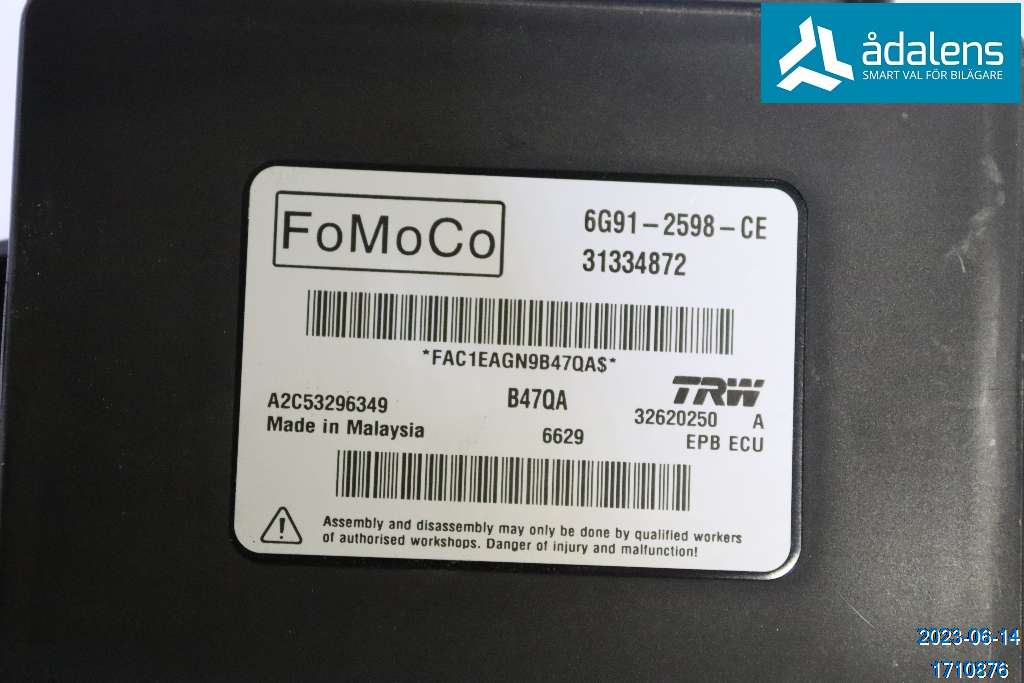 ådalens
SMART VAL FÖR BILÄGARE
FoMoCo
6G91-2598-CE
31334872
*FAC1EAGN9B47QA$*
A2C53296349
B47QA
TRW
32620250 A
Made in Malaysia
6629
EPB ECU
Assembly and disassembly may only be done by qualified workers
of authorised workshops. Danger of injury and malfunction!
2023-06-14
1710876